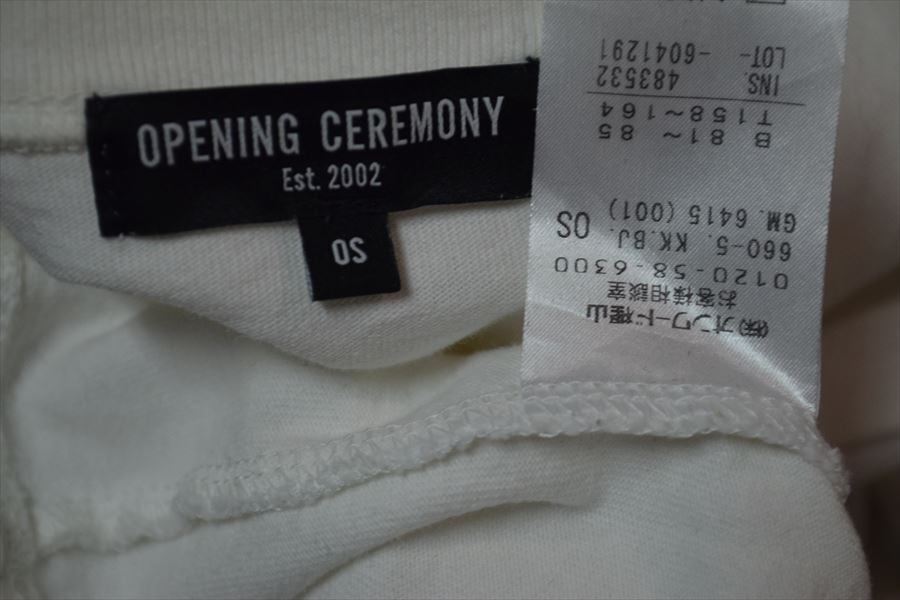 OPENING CEREMONY
Est. 2002
OS
㈱オンワード樫山
お客様相談室
0120-58-6300
660-5. KK.BJ. OS
GM. 6415 (001)
B 81～ 85
T158～164
INS. 483532
LOT- -6041291